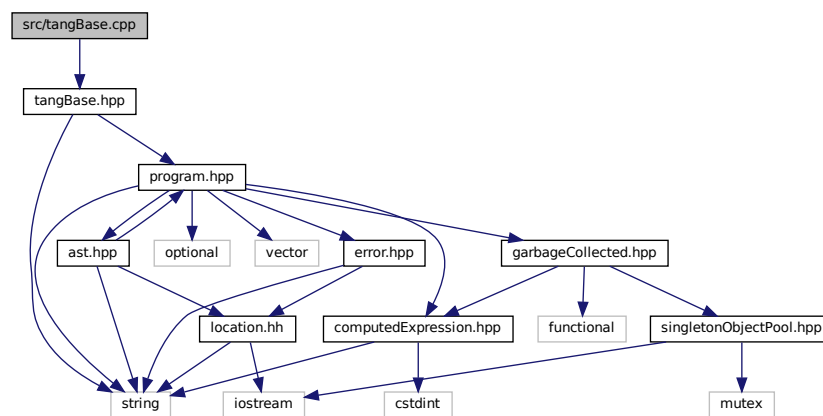 src/tangBase.cpp
tangBase.hpp
program.hpp
ast.hpp
optional
vector
error.hpp
garbageCollected.hpp
location.hh
computedExpression.hpp
functional
singletonObjectPool.hpp
string
iostream
cstdint
mutex